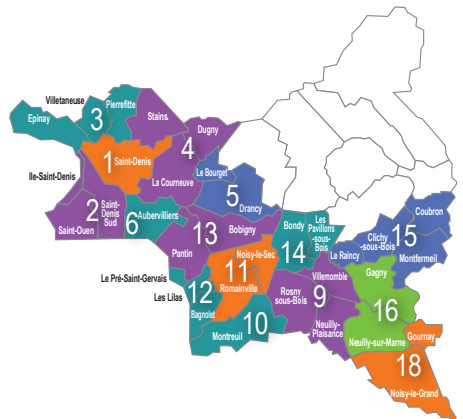 Villetaneuse
Pierrefitte
Epinay
3
Stains
Dugny
4
1
Saint-Denis
Le Bourget
Ile-Saint-Denis
La Courneuve
5
Drancy
2
Saint-
Denis
Sud
Saint-Ouen
6
Aubervilliers
Bobigny
13
Pantin
Bondy
Les
Pavillons
-sous-
Bois
14
Coubron
15
Clichy
-sous-Bois
Le Raincy
Montfermeil
Noisy-le-Sec
11
Romainville
Le Pré-Saint-Gervais
Les Lilas
12
Bagnolet
Montreuil
10
Villemomble
Rosny
-sous-Bois
9
Neuilly-
Plaisance
Gagny
16
Neuilly-sur-Marne
Gournay
18
Noisy-le-Grand